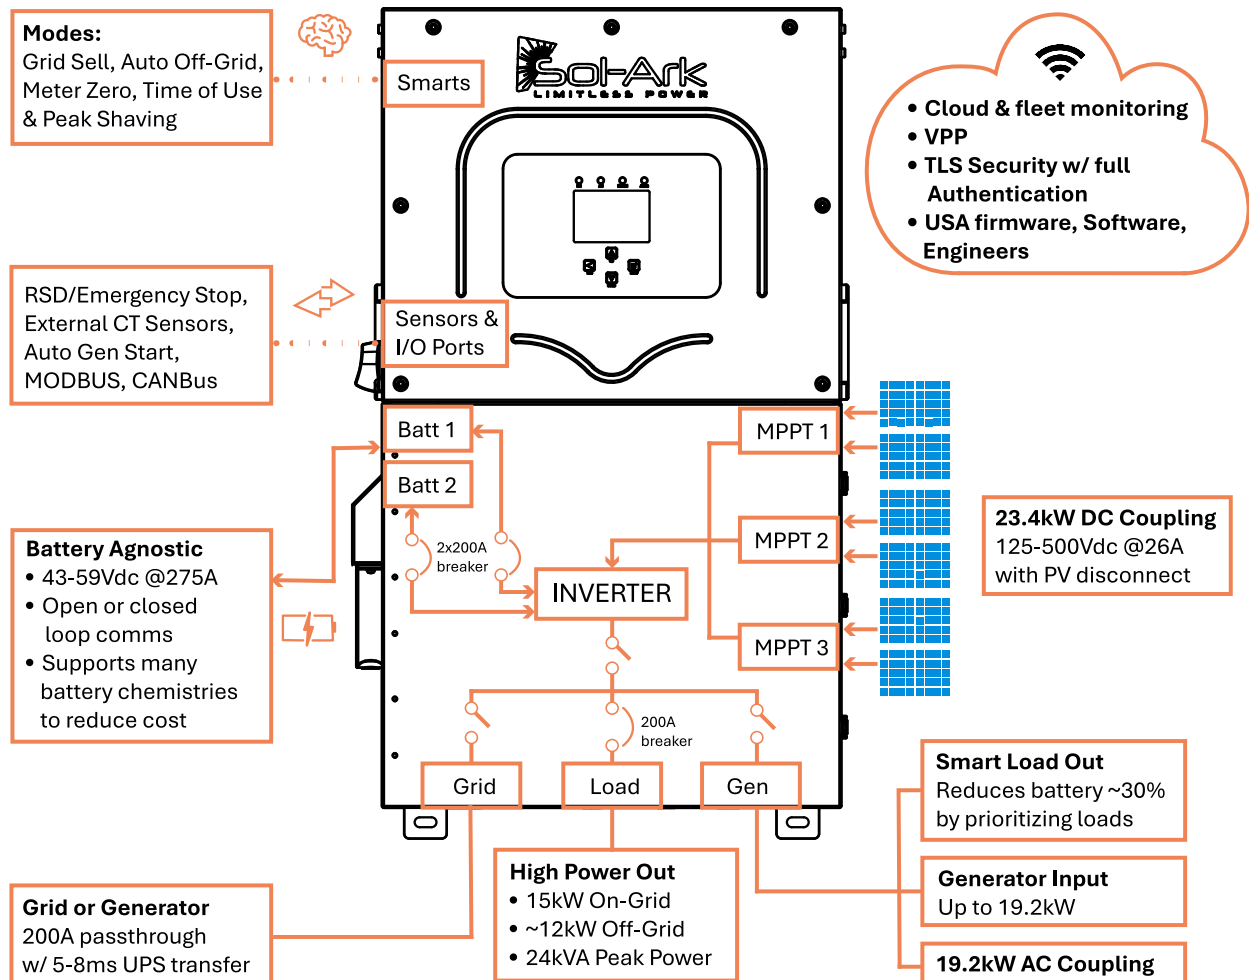 Modes:
Grid Sell, Auto Off-Grid,
Meter Zero, Time of Use
& Peak Shaving
Smarts
Sol-Ark
LIMITLESS POWER
• Cloud & fleet monitoring
• VPP
• TLS Security w/ full
Authentication
• USA firmware, Software,
Engineers
RSD/Emergency Stop,
External CT Sensors,
Auto Gen Start,
MODBUS, CANBus
Sensors &
I/O Ports
Batt 1
Batt 2
MPPT 1
MPPT 2
MPPT 3
2x200A
breaker
INVERTER
23.4kW DC Coupling
125-500Vdc @26A
with PV disconnect
Battery Agnostic
• 43-59Vdc @275A
• Open or closed
loop comms
• Supports many
battery chemistries
to reduce cost
200A
breaker
Grid
Load
Gen
Smart Load Out
Reduces battery ~30%
by prioritizing loads
Generator Input
Up to 19.2kW
19.2kW AC Coupling
High Power Out
• 15kW On-Grid
• ~12kW Off-Grid
• 24kVA Peak Power
Grid or Generator
200A passthrough
w/ 5-8ms UPS transfer